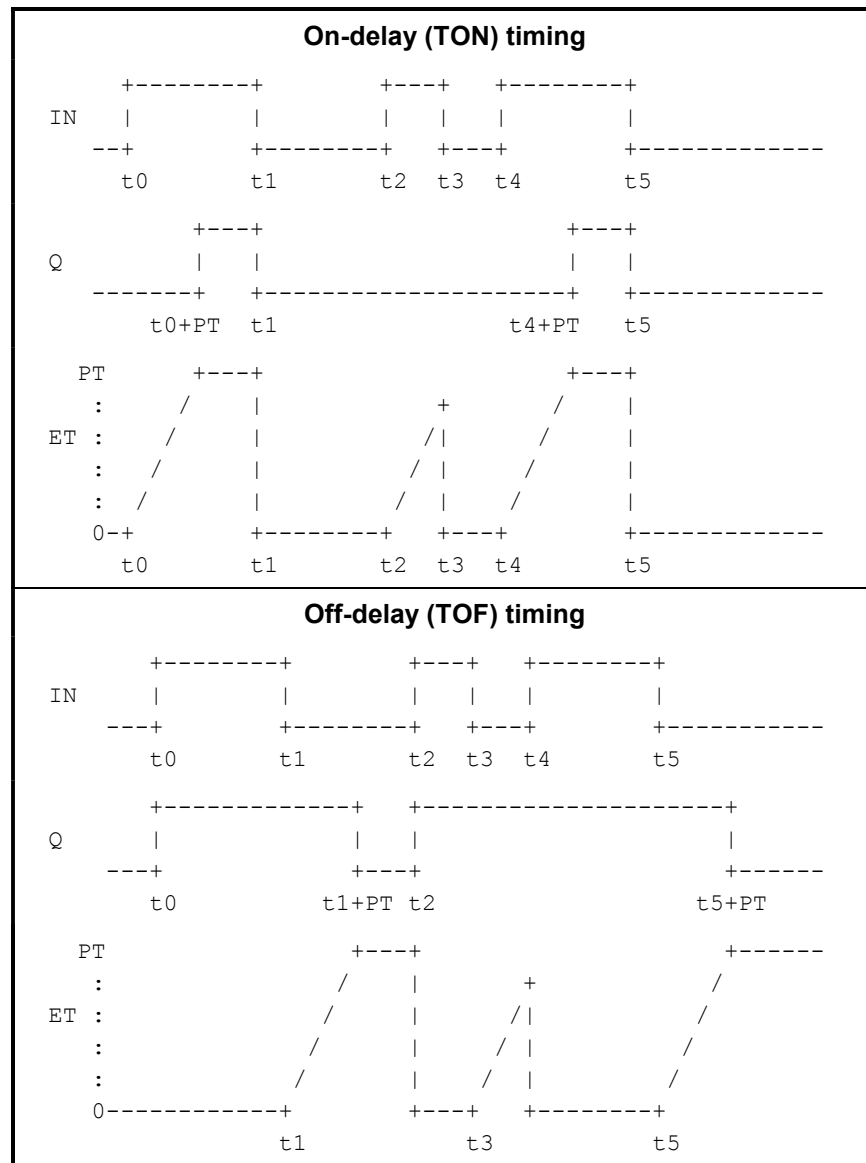 On-delay (TON) timing
+--------+ +---+ +--------+
IN | | | | | |
--+ +--------+ +---+ +-------------
t0 t1 t2 t3 t4 t5
+---+ +---+
Q | | | |
-------+ +---------------------+ +-------------
t0+PT t1 t4+PT t5
PT +---+ +---+
: / | + / |
ET : / | /| / |
: / | / | / |
: / | / | / |
0-+ +--------+ +---+ +-------------
t0 t1 t2 t3 t4 t5
Off-delay (TOF) timing
+--------+ +---+ +--------+
IN | | | | | |
---+ +--------+ +---+ +-----------
t0 t1 t2 t3 t4 t5
+-------------+ +---------------------+
Q | | | |
---+ +---+ +------
t0 t1+PT t2 t5+PT
PT +---+ +------
: / | + /
ET : / | /| /
: / | / | /
: / | / | /
0------------+ +---+ +--------+
t1 t3 t5